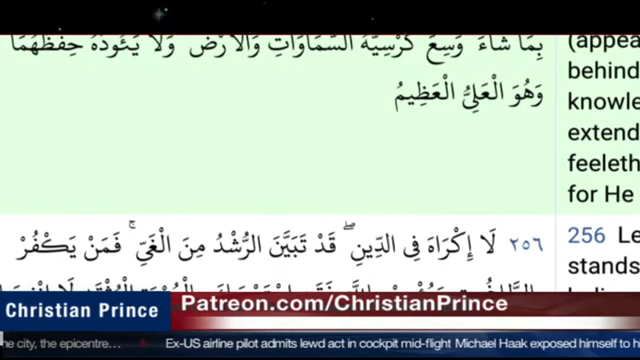 بِمَا شَاءَ وَسِعَ كُرْسِيُّهُ السَّمَاوَاتِ وَالْأَرْضَ وَلَا يَئُودُهُ حِفْظُهُمَا
وَهُوَ الْعَلِيُّ الْعَظِيمُ
٢٥٦ لَا إِكْرَاهَ فِي الدِّينِ ۖ قَدْ تَبَيَّنَ الرُّشْدُ مِنَ الْغَيِّ ۚ فَمَنْ يَكْفُرْ
(appea
behind
knowle
extend
feeleth
for He
256 Le
stands
Christian Prince
Patreon.com/ChristianPrince
he city, the epicentre... Ex-US airline pilot admits lewd act in cockpit mid-flight Michael Haak exposed himself to h